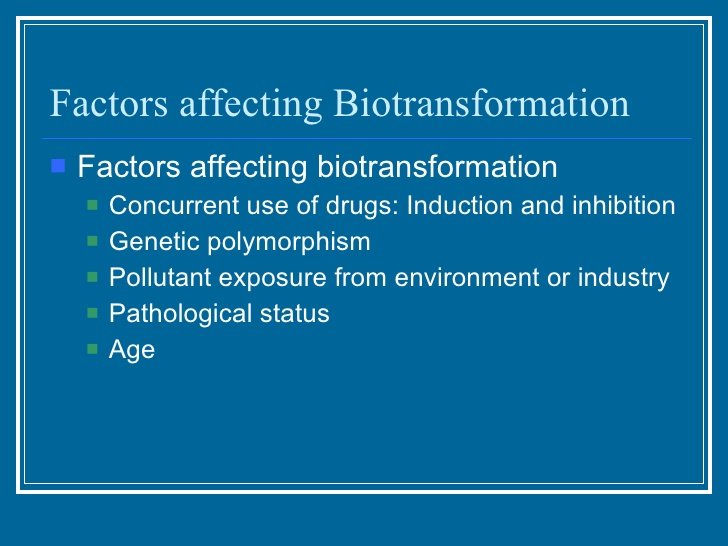 Factors affecting Biotransformation
Factors affecting biotransformation
Concurrent use of drugs: Induction and inhibition
Genetic polymorphism
Pollutant exposure from environment or industry
Pathological status
Age